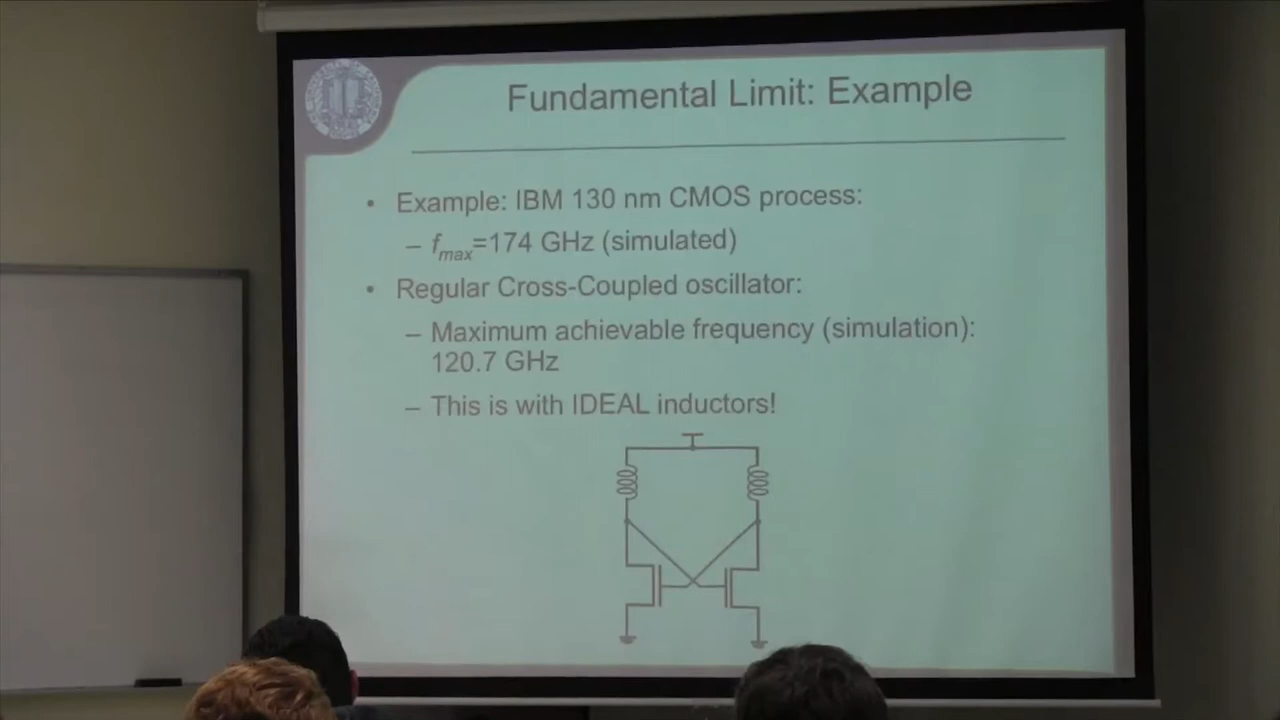 Fundamental Limit: Example
• Example: IBM 130 nm CMOS process:
– fmax=174 GHz (simulated)
• Regular Cross-Coupled oscillator:
– Maximum achievable frequency (simulation):
120.7 GHz
– This is with IDEAL inductors!